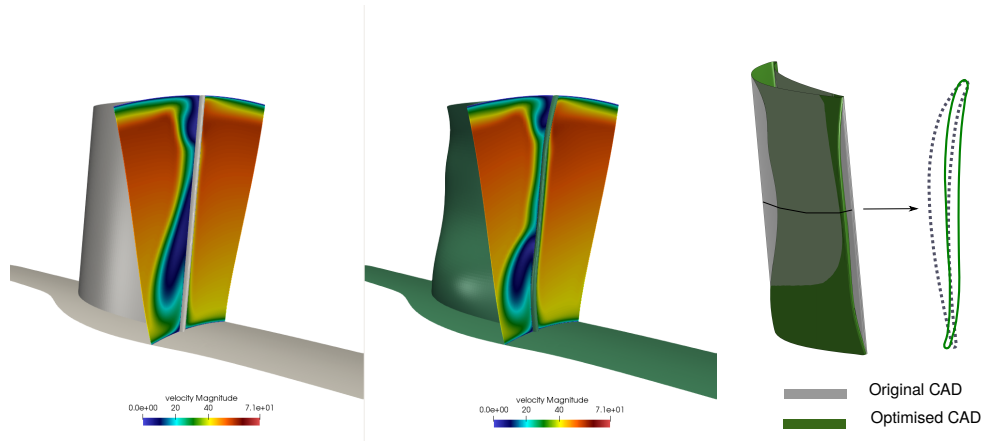 velocity Magnitude
0.0e+00 20 40 7.1e+01
velocity Magnitude
0.0e+00 20 40 7.1e+01
Original CAD
Optimised CAD